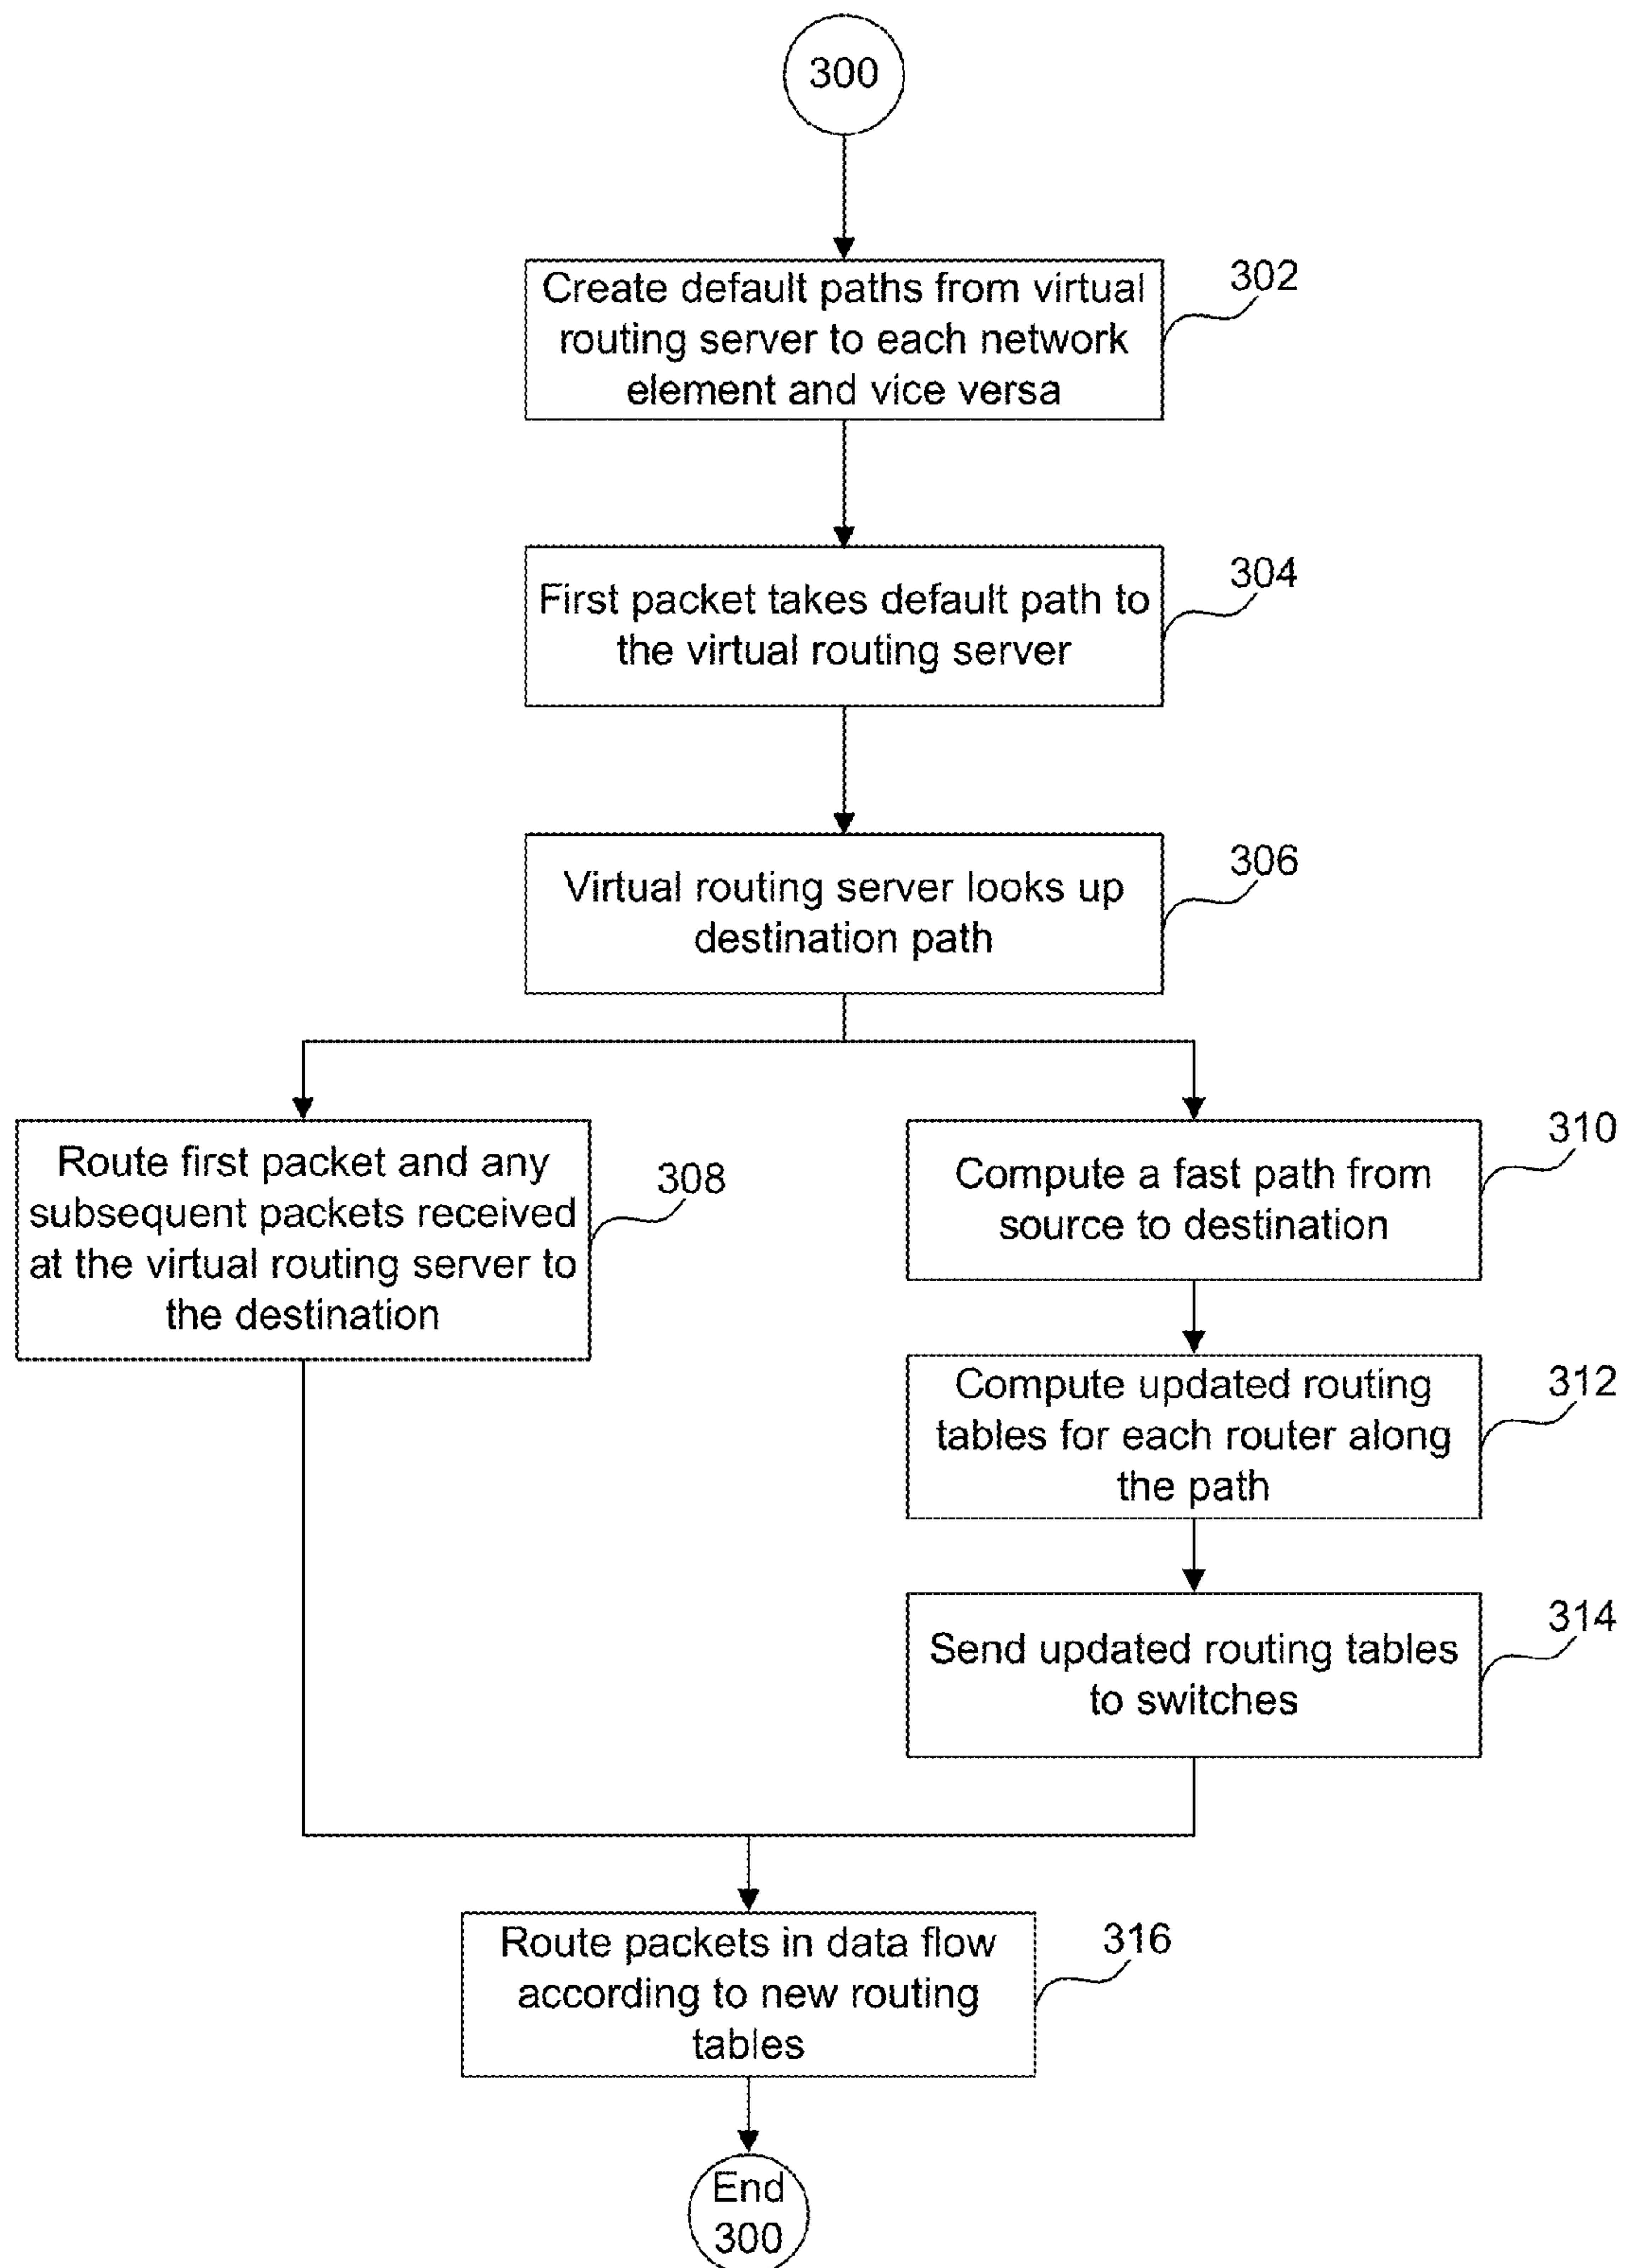 300
Create default paths from virtual
routing server to each network
element and vice versa
302
First packet takes default path to
the virtual routing server
304
Virtual routing server looks up
destination path
306
Route first packet and any
subsequent packets received
at the virtual routing server to
the destination
308
Compute a fast path from
source to destination
310
Compute updated routing
tables for each router along
the path
312
Send updated routing tables
to switches
314
Route packets in data flow
according to new routing
tables
316
End
300